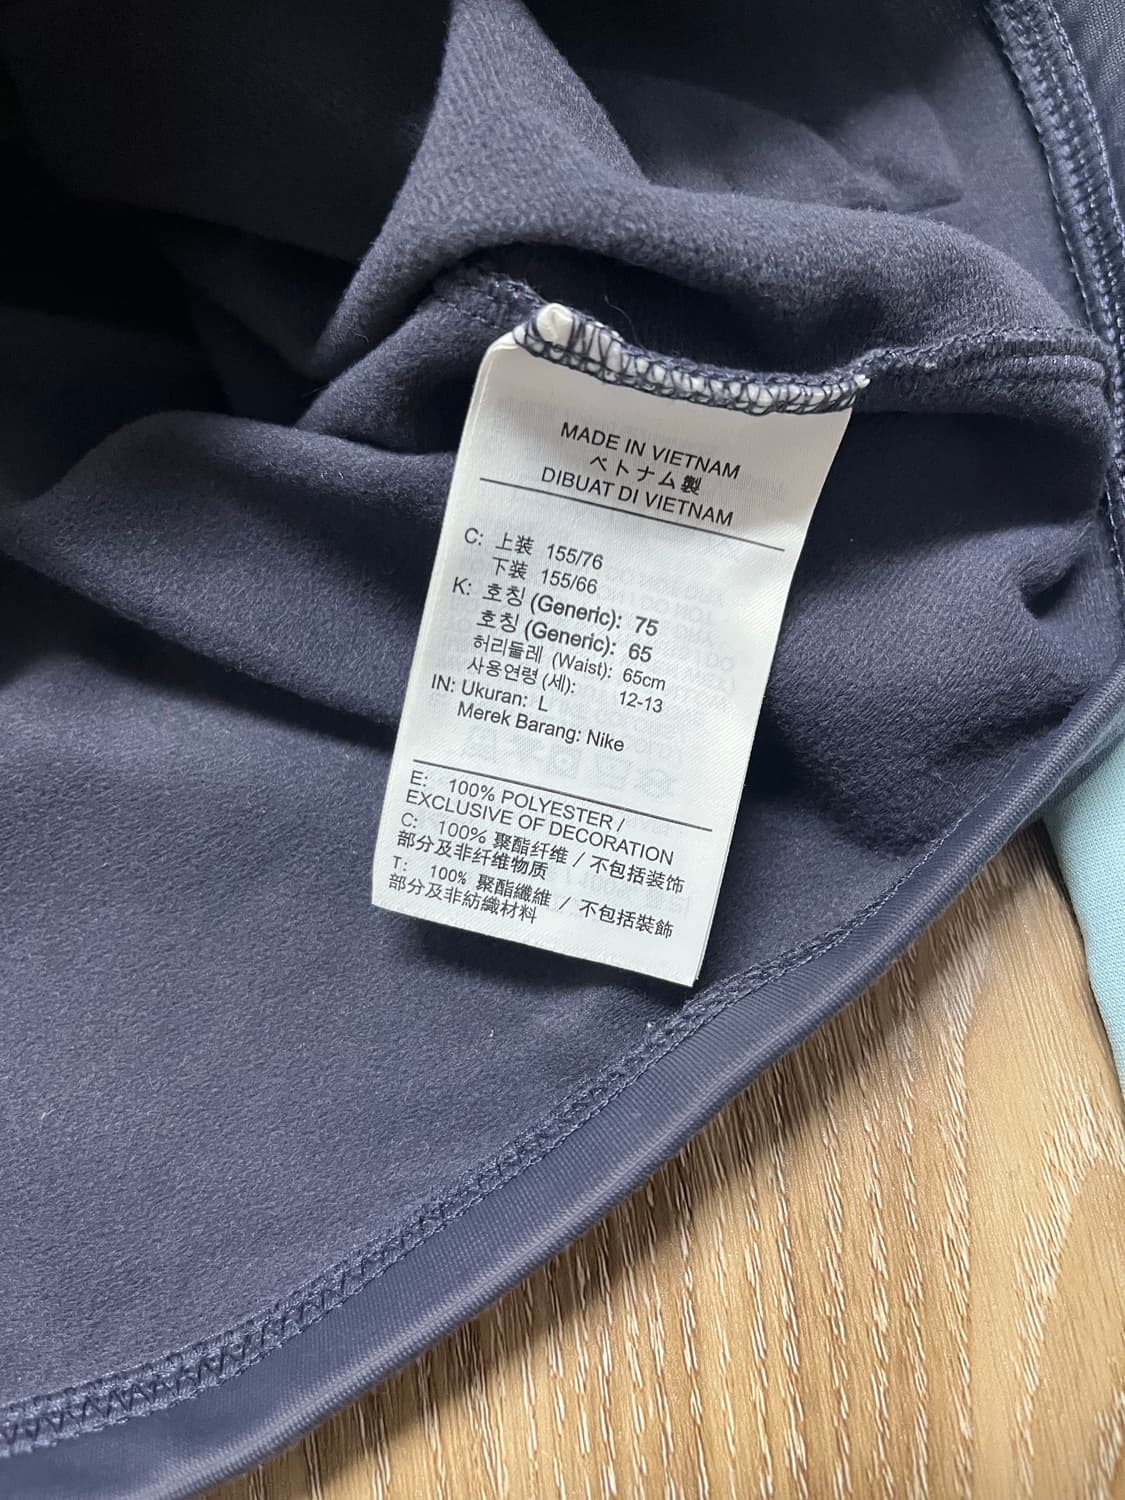 MADE IN VIETNAM
ベトナム製
DIBUAT DI VIETNAM
C: 上装 155/76
下装 155/66
K: 호칭 (Generic): 75
호칭 (Generic): 65
허리둘레 (Waist): 65cm
사용연령 (세): 12-13
IN: Ukuran: L
Merek Barang: Nike
E: 100% POLYESTER /
EXCLUSIVE OF DECORATION
C: 100% 聚酯纤维 / 不包括装饰
部分及非纤维物质
T: 100% 聚酯纖維 / 不包括裝飾
部分及非紡織材料